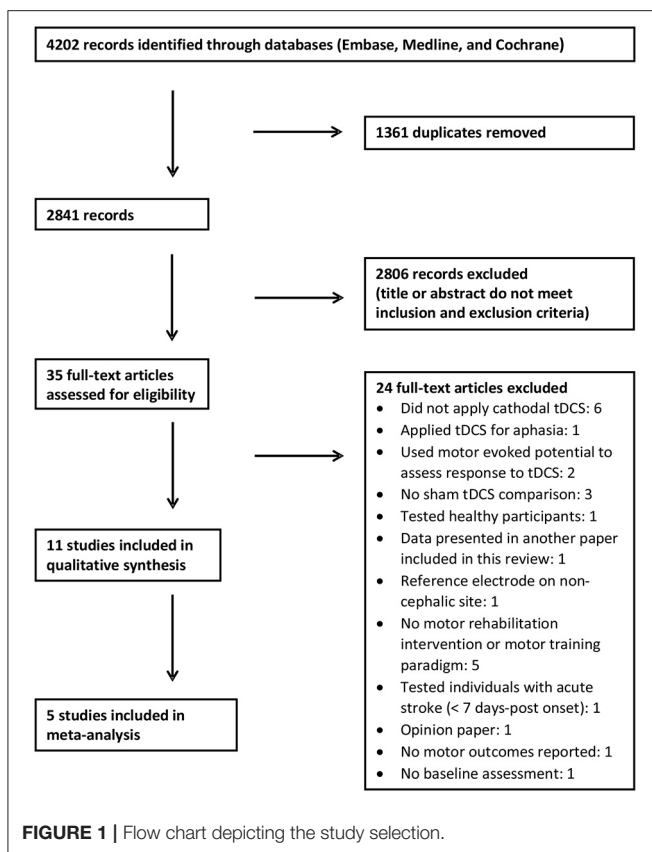 4202 records identified through databases (Embase, Medline, and Cochrane)
1361 duplicates removed
2841 records
2806 records excluded
(title or abstract do not meet
inclusion and exclusion criteria)
35 full-text articles
assessed for eligibility
24 full-text articles excluded
• Did not apply cathodal tDCS: 6
• Applied tDCS for aphasia: 1
• Used motor evoked potential to
assess response to tDCS: 2
• No sham tDCS comparison: 3
• Tested healthy participants: 1
• Data presented in another paper
included in this review: 1
• Reference electrode on non-
cephalic site: 1
• No motor rehabilitation
intervention or motor training
paradigm: 5
• Tested individuals with acute
stroke (< 7 days-post onset): 1
• Opinion paper: 1
• No motor outcomes reported: 1
• No baseline assessment: 1
11 studies included in
qualitative synthesis
5 studies included in
meta-analysis
FIGURE 1 | Flow chart depicting the study selection.